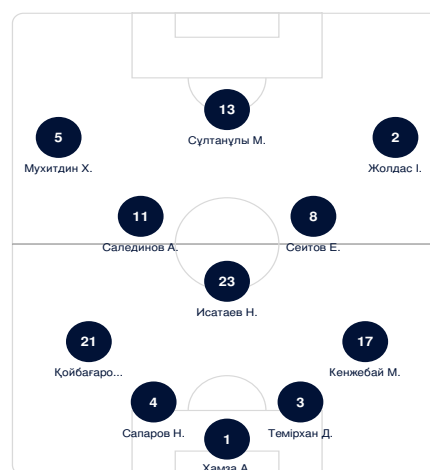 13
Сұлтанұлы М.
5
2
Мухитдин Х.
Жолдас І.
11
8
Салединов А.
Сеитов Е.
23
Исатаев Н.
21
17
Қойбағаро...
Кенжебай М.
4
3
Сапаров Н.
Темірхан Д.
1
Хамза А.